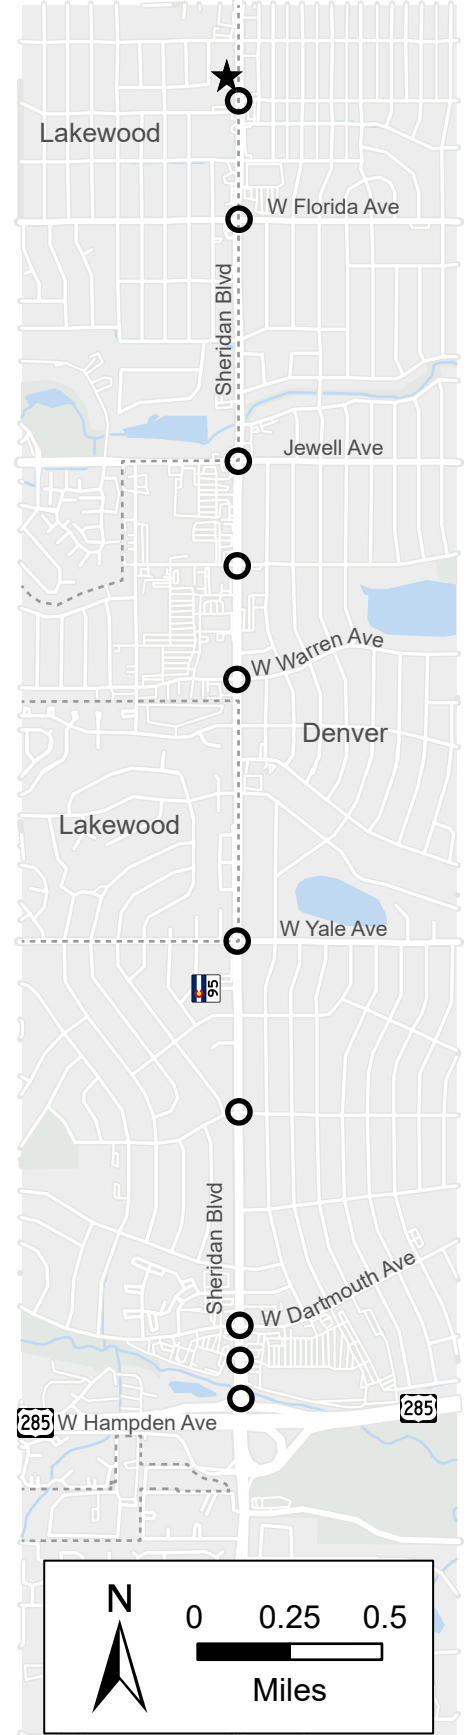 Lakewood
W Florida Ave
Sheridan Blvd
Jewell Ave
W Warren Ave
Denver
Lakewood
W Yale Ave
95
Sheridan Blvd
W Dartmouth Ave
285
285 W Hampden Ave
N
0 0.25 0.5
Miles